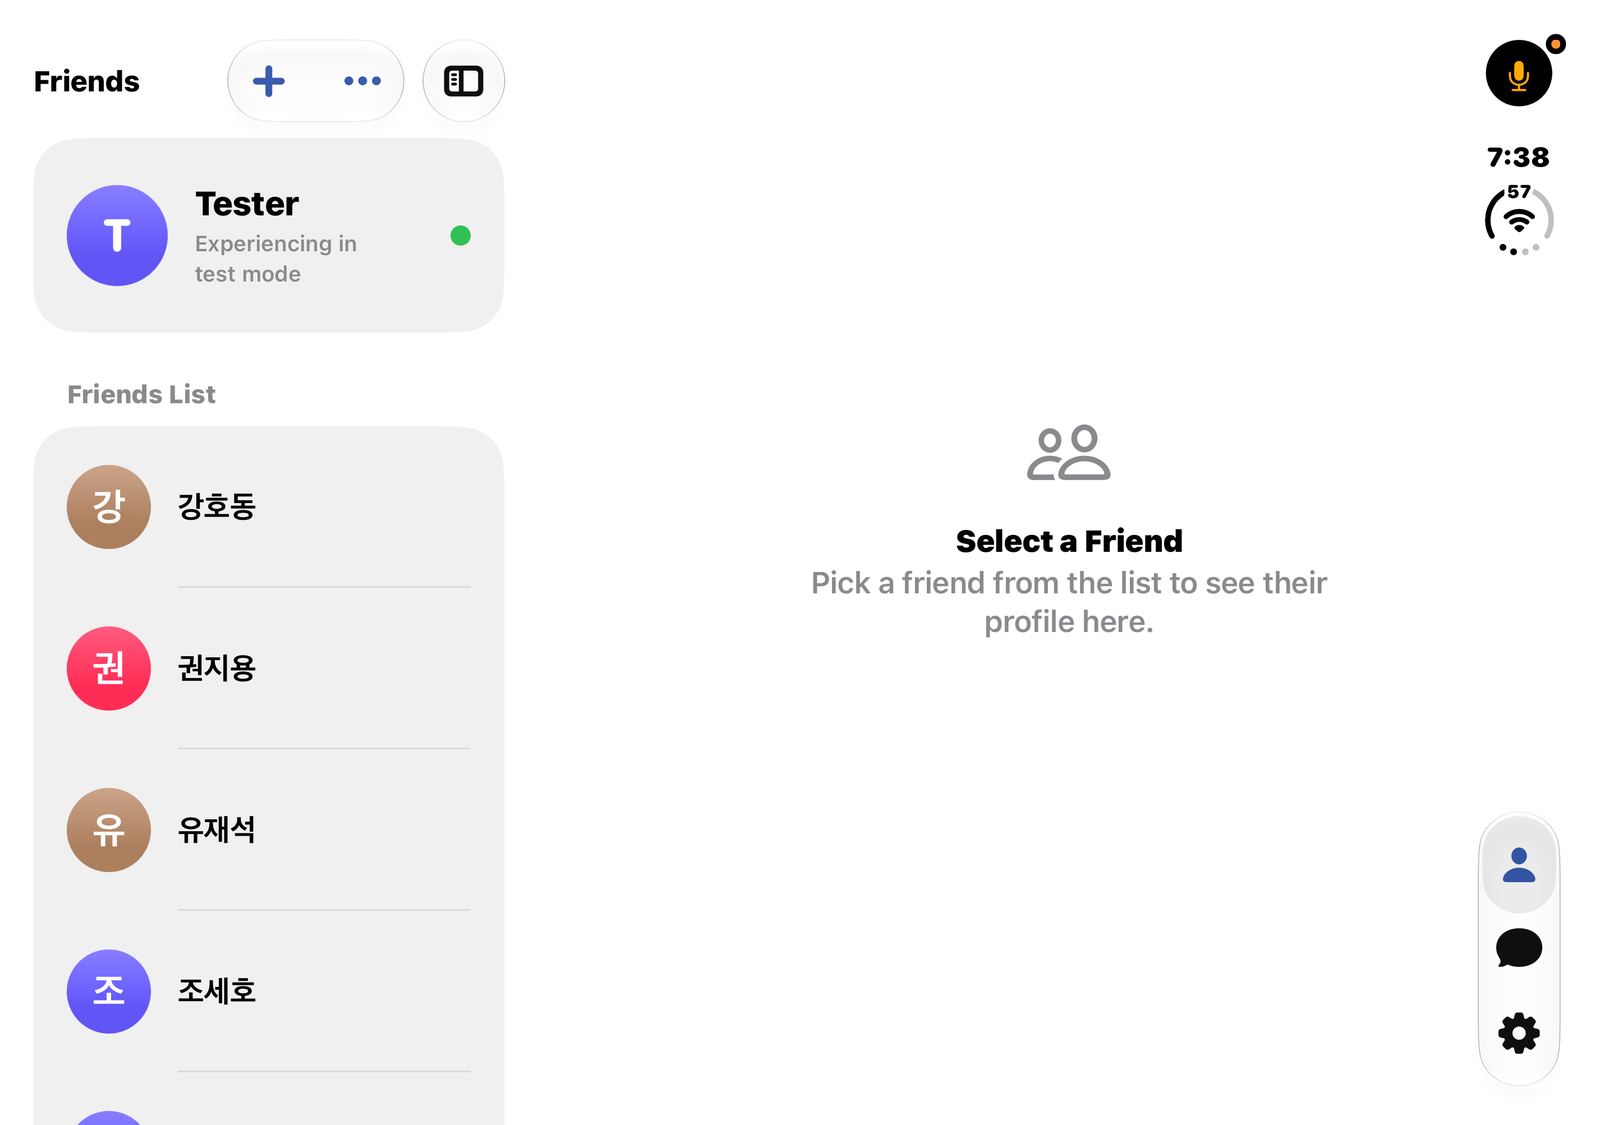 Friends
T
Tester
Experiencing in
test mode
Friends List
강
강호동
권
권지용
유
유재석
조
조세호
Select a Friend
Pick a friend from the list to see their
profile here.
7:38
57